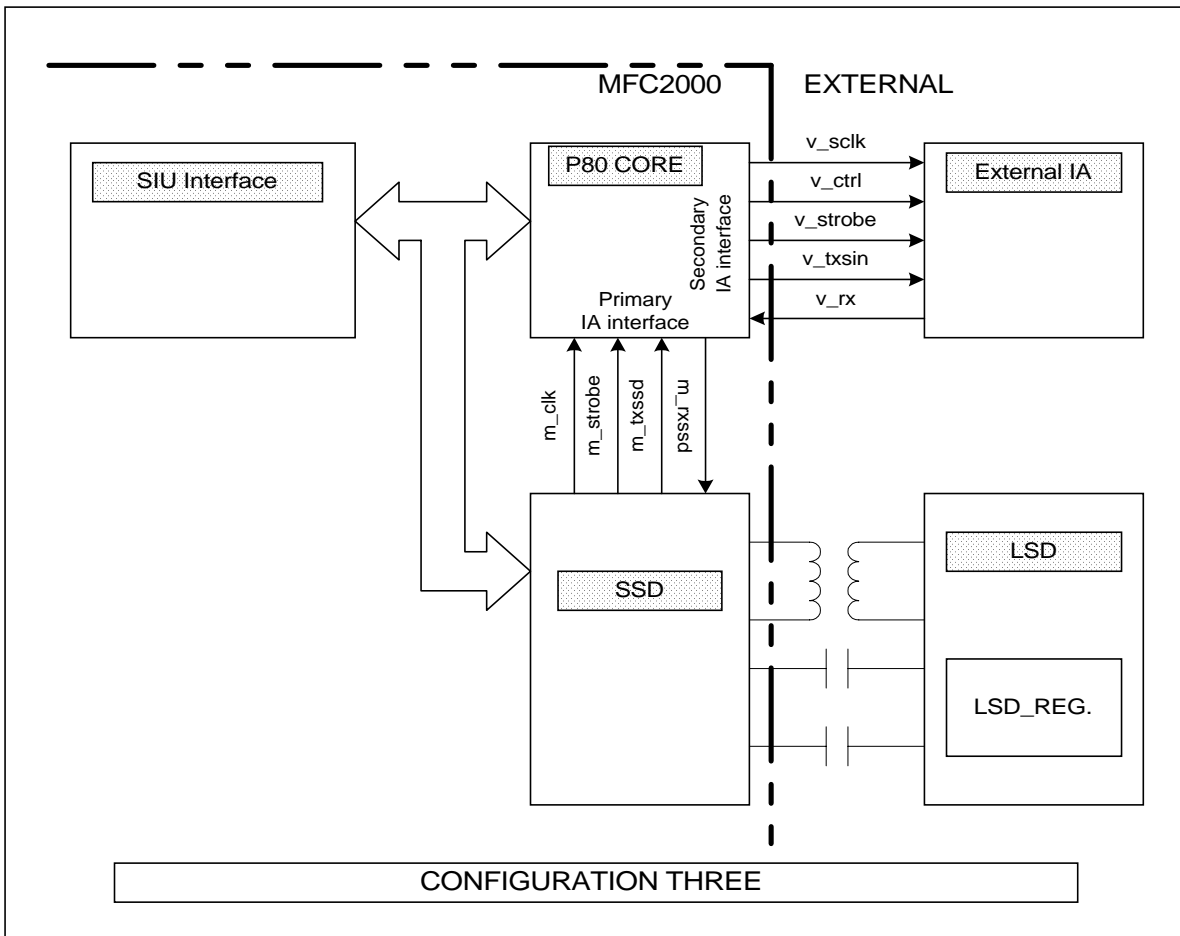 MFC2000
EXTERNAL
SIU Interface
P80 CORE
Secondary
IA interface
Primary
IA interface
v_sclk
v_ctrl
v_strobe
v_txsin
v_rx
External IA
m_clk
m_strobe
m_txssd
m_rxssd
SSD
LSD
LSD_REG.
CONFIGURATION THREE